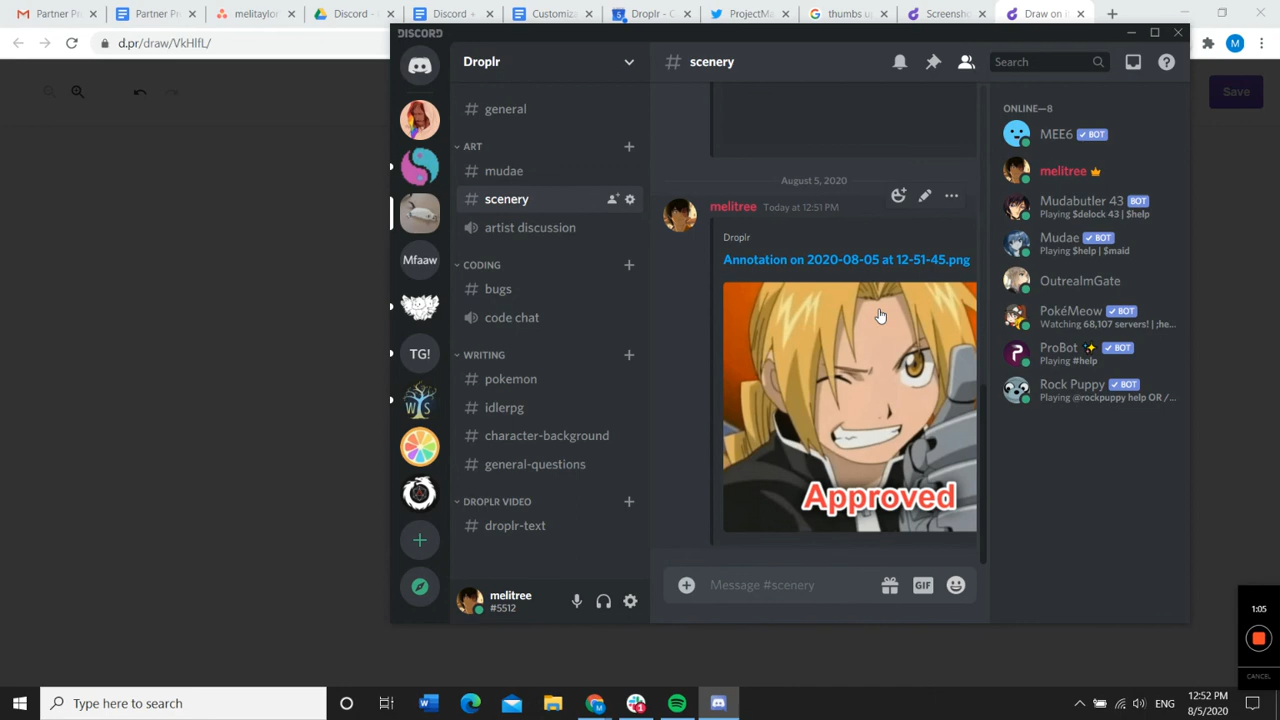 Partner Pr
Partner Pr
melitaylor
Discord -
Discord +
Customiza
Droplr - C
ProjectMa
thumbs u
Screensho
Draw on i
d.pr/draw/VkHIfL/
M
Save
DISCORD
Droplr
# general
ART
# mudae
# scenery
artist discussion
CODING
# bugs
code chat
WRITING
# pokemon
# idlerpg
# character-background
# general-questions
DROPLR VIDEO
# droplr-text
Mfaaw
TG!
W S
melitree
#5512
# scenery
Search
August 5, 2020
melitree Today at 12:51 PM
Droplr
Annotation on 2020-08-05 at 12-51-45.png
Approved
Message #scenery
GIF
ONLINE—8
MEE6 BOT
melitree
Mudabutler 43 BOT
Playing $delock 43 | $help
Mudae BOT
Playing $help | $maid
OutrealmGate
PokéMeow BOT
Watching 68,107 servers! | ;he...
ProBot ✨ BOT
Playing #help
Rock Puppy BOT
Playing @rockpuppy help OR /...
1:05
CANCEL
Type here to search
ENG
12:52 PM
8/5/2020